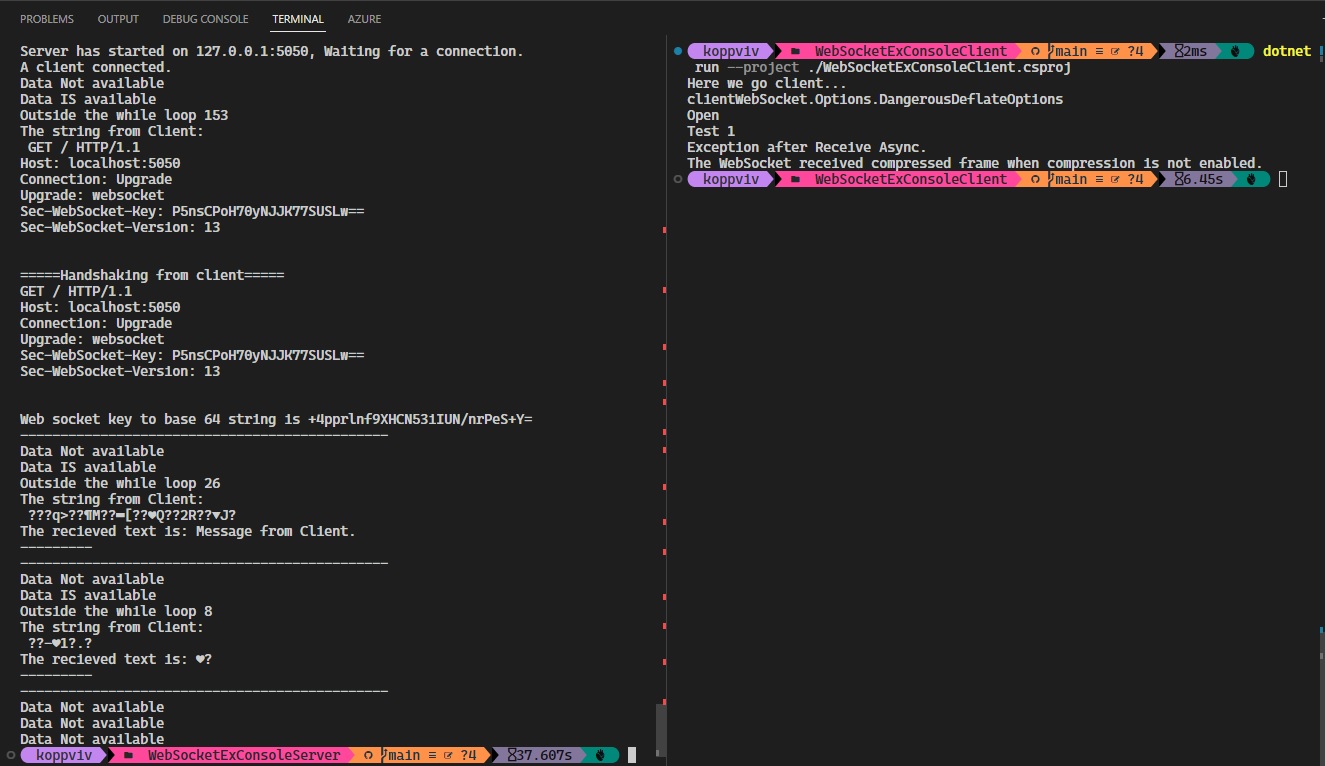 PROBLEMS OUTPUT DEBUG CONSOLE TERMINAL AZURE
Server has started on 127.0.0.1:5050, Waiting for a connection.
A client connected.
Data Not available
Data IS available
Outside the while loop 153
The string from Client:
GET / HTTP/1.1
Host: localhost:5050
Connection: Upgrade
Upgrade: websocket
Sec-WebSocket-Key: P5nsCPoH70yNJJK77SUSLw==
Sec-WebSocket-Version: 13
=====Handshaking from client=====
GET / HTTP/1.1
Host: localhost:5050
Connection: Upgrade
Upgrade: websocket
Sec-WebSocket-Key: P5nsCPoH70yNJJK77SUSLw==
Sec-WebSocket-Version: 13
Web socket key to base 64 string is +4pprlnf9XHCN531IUN/nrPeS+Y=
----------------------------------------------
Data Not available
Data IS available
Outside the while loop 26
The string from Client:
???q>??¶M??▬[??♥Q??2R??▼J?
The recieved text is: Message from Client.
---------
----------------------------------------------
Data Not available
Data IS available
Outside the while loop 8
The string from Client:
??-♥1?.?
The recieved text is: ♥?
---------
----------------------------------------------
Data Not available
Data Not available
Data Not available
koppviv WebSocketExConsoleServer main ≡ ?4 37.607s
koppviv WebSocketExConsoleClient main ≡ ?4 2ms dotnet
run --project ./WebSocketExConsoleClient.csproj
Here we go client...
clientWebSocket.Options.DangerousDeflateOptions
Open
Test 1
Exception after Receive Async.
The WebSocket received compressed frame when compression is not enabled.
koppviv WebSocketExConsoleClient main ≡ ?4 6.45s